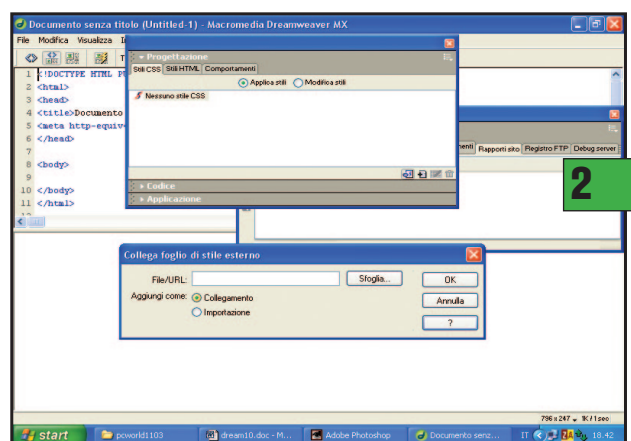 Documento senza titolo (Untitled-1) - Macromedia Dreamweaver MX
File Modifica Visualizza
Progettazione
Stili CSS Stili HTML Comportamenti
Applica stili Modifica stili
Nessuno stile CSS
Codice
Applicazione
1 <!DOCTYPE HTML
2 <html>
3 <head>
4 <title>Documento
5 <meta http-equiv
6 </head>
7
8 <body>
9
10 </body>
11 </html>
Rapporti sito Registro FTP Debug server
2
Collega foglio di stile esterno
File/URL: Sfoglia... OK
Aggiungi come: Collegamento Annulla
Importazione ?
796 x 247 1K / 1 sec
start pcworld1103 dream10.doc - M... Adobe Photoshop Documento senz... IT 18.42